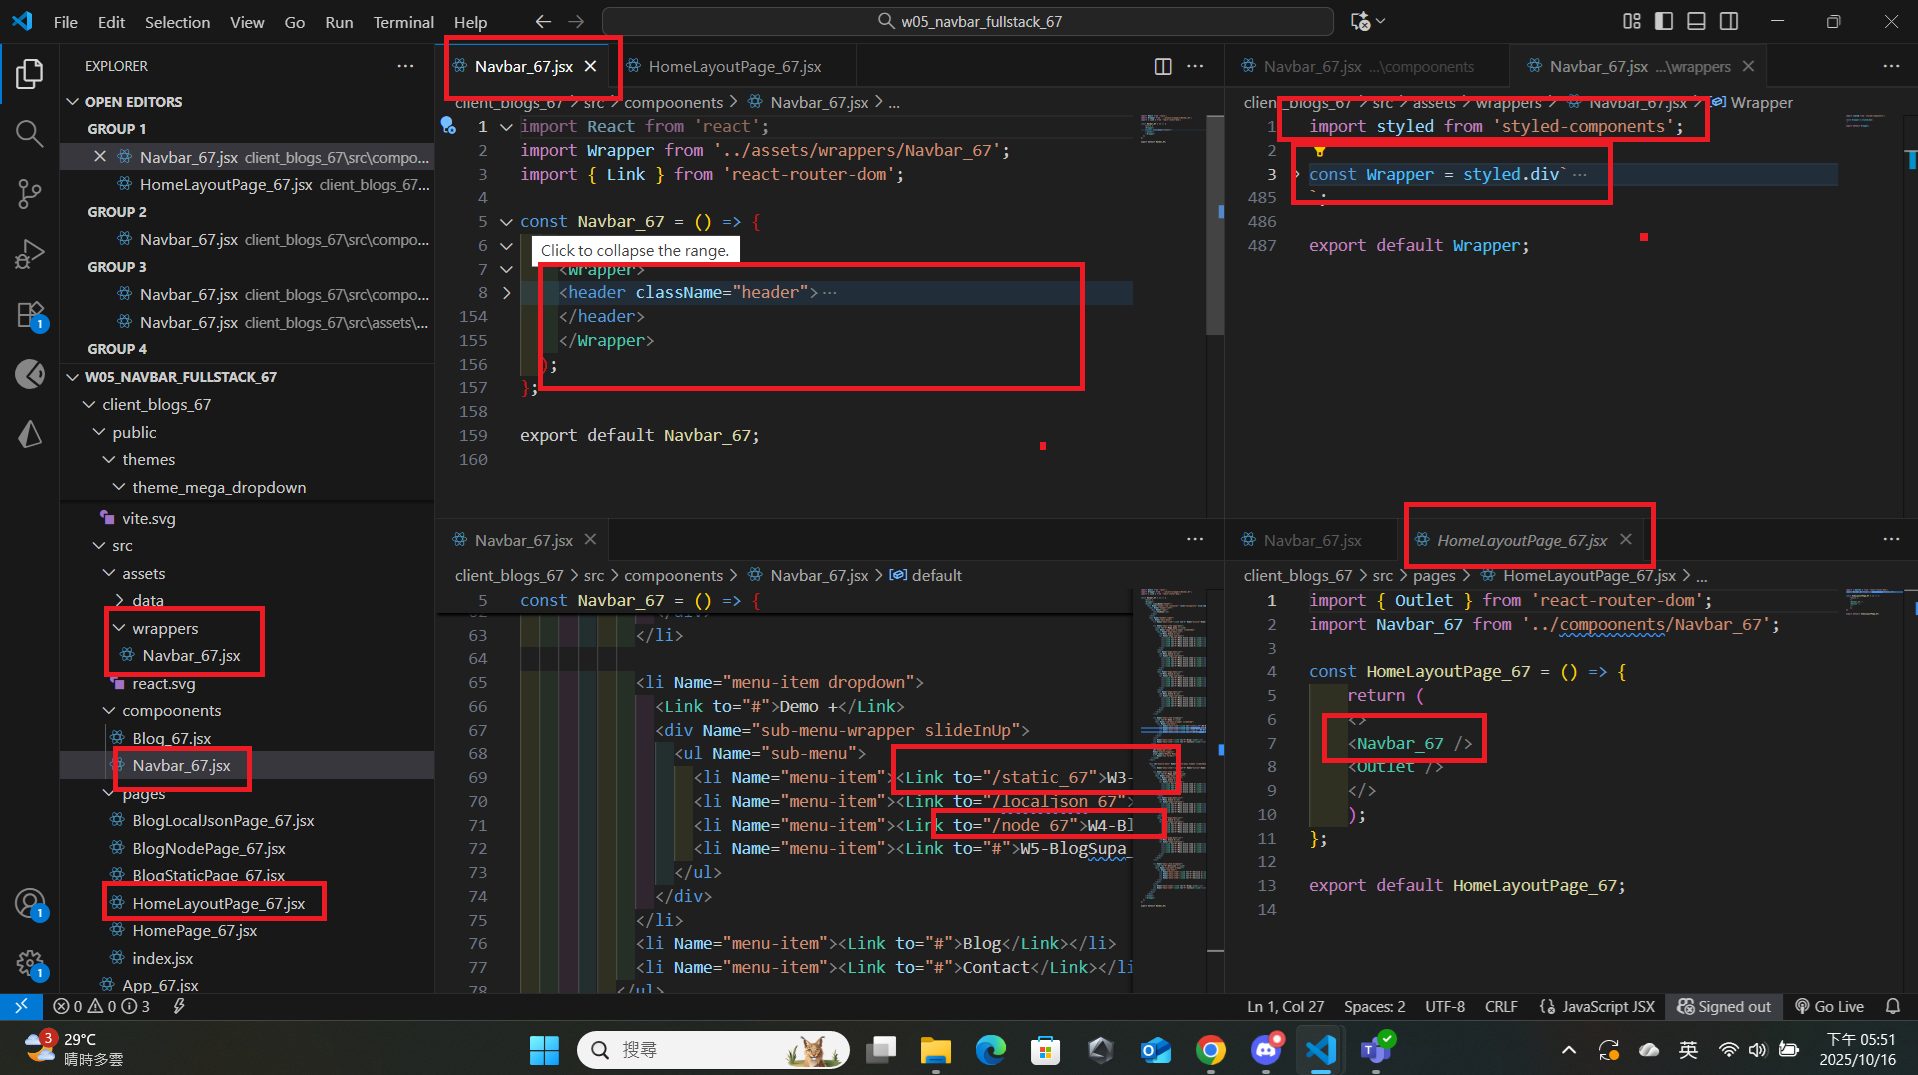 File Edit Selection View Go Run Terminal Help
w05_navbar_fullstack_67
EXPLORER
OPEN EDITORS
GROUP 1
Navbar_67.jsx client_blogs_67\src\compo...
HomeLayoutPage_67.jsx client_blogs_67...
GROUP 2
Navbar_67.jsx client_blogs_67\src\compo...
GROUP 3
Navbar_67.jsx client_blogs_67\src\compo...
Navbar_67.jsx client_blogs_67\src\assets\...
GROUP 4
W05_NAVBAR_FULLSTACK_67
client_blogs_67
public
themes
theme_mega_dropdown
vite.svg
src
assets
data
wrappers
Navbar_67.jsx
react.svg
compoonents
Blog_67.jsx
Navbar_67.jsx
pages
BlogLocalJsonPage_67.jsx
BlogNodePage_67.jsx
BlogStaticPage_67.jsx
HomeLayoutPage_67.jsx
HomePage_67.jsx
index.jsx
App_67.jsx
1
1
1
Navbar_67.jsx
HomeLayoutPage_67.jsx
client_blogs_67 > src > compoonents > Navbar_67.jsx > ...
1 import React from 'react';
2 import Wrapper from '../assets/wrappers/Navbar_67';
3 import { Link } from 'react-router-dom';
4
5 const Navbar_67 = () => {
6
Click to collapse the range.
7 <Wrapper>
8 <header className="header">···
154 </header>
155 </Wrapper>
156 );
157 };
158
159 export default Navbar_67;
160
Navbar_67.jsx ...\compoonents
Navbar_67.jsx ...\wrappers
client_blogs_67 > src > assets > wrappers > Navbar_67.jsx > Wrapper
1 import styled from 'styled-components';
2
3 const Wrapper = styled.div`···
485 `;
486
487 export default Wrapper;
Navbar_67.jsx
client_blogs_67 > src > compoonents > Navbar_67.jsx > default
5 const Navbar_67 = () => {
63 </li>
64
65 <li Name="menu-item dropdown">
66 <Link to="#">Demo +</Link>
67 <div Name="sub-menu-wrapper slideInUp">
68 <ul Name="sub-menu">
69 <li Name="menu-item"><Link to="/static_67">W3-
70 <li Name="menu-item"><Link to="/localjson_67">
71 <li Name="menu-item"><Link to="/node_67">W4-Bl
72 <li Name="menu-item"><Link to="#">W5-BlogSupa_
73 </ul>
74 </div>
75 </li>
76 <li Name="menu-item"><Link to="#">Blog</Link></li>
77 <li Name="menu-item"><Link to="#">Contact</Link></li
78 </ul>
Navbar_67.jsx
HomeLayoutPage_67.jsx
client_blogs_67 > src > pages > HomeLayoutPage_67.jsx > ...
1 import { Outlet } from 'react-router-dom';
2 import Navbar_67 from '../compoonents/Navbar_67';
3
4 const HomeLayoutPage_67 = () => {
5 return (
6 <>
7 <Navbar_67 />
8 <Outlet />
9 </>
10 );
11 };
12
13 export default HomeLayoutPage_67;
14
0 0 3
Ln 1, Col 27 Spaces: 2 UTF-8 CRLF {} JavaScript JSX Signed out Go Live
3
29°C
晴時多雲
搜尋
英
下午 05:51
2025/10/16